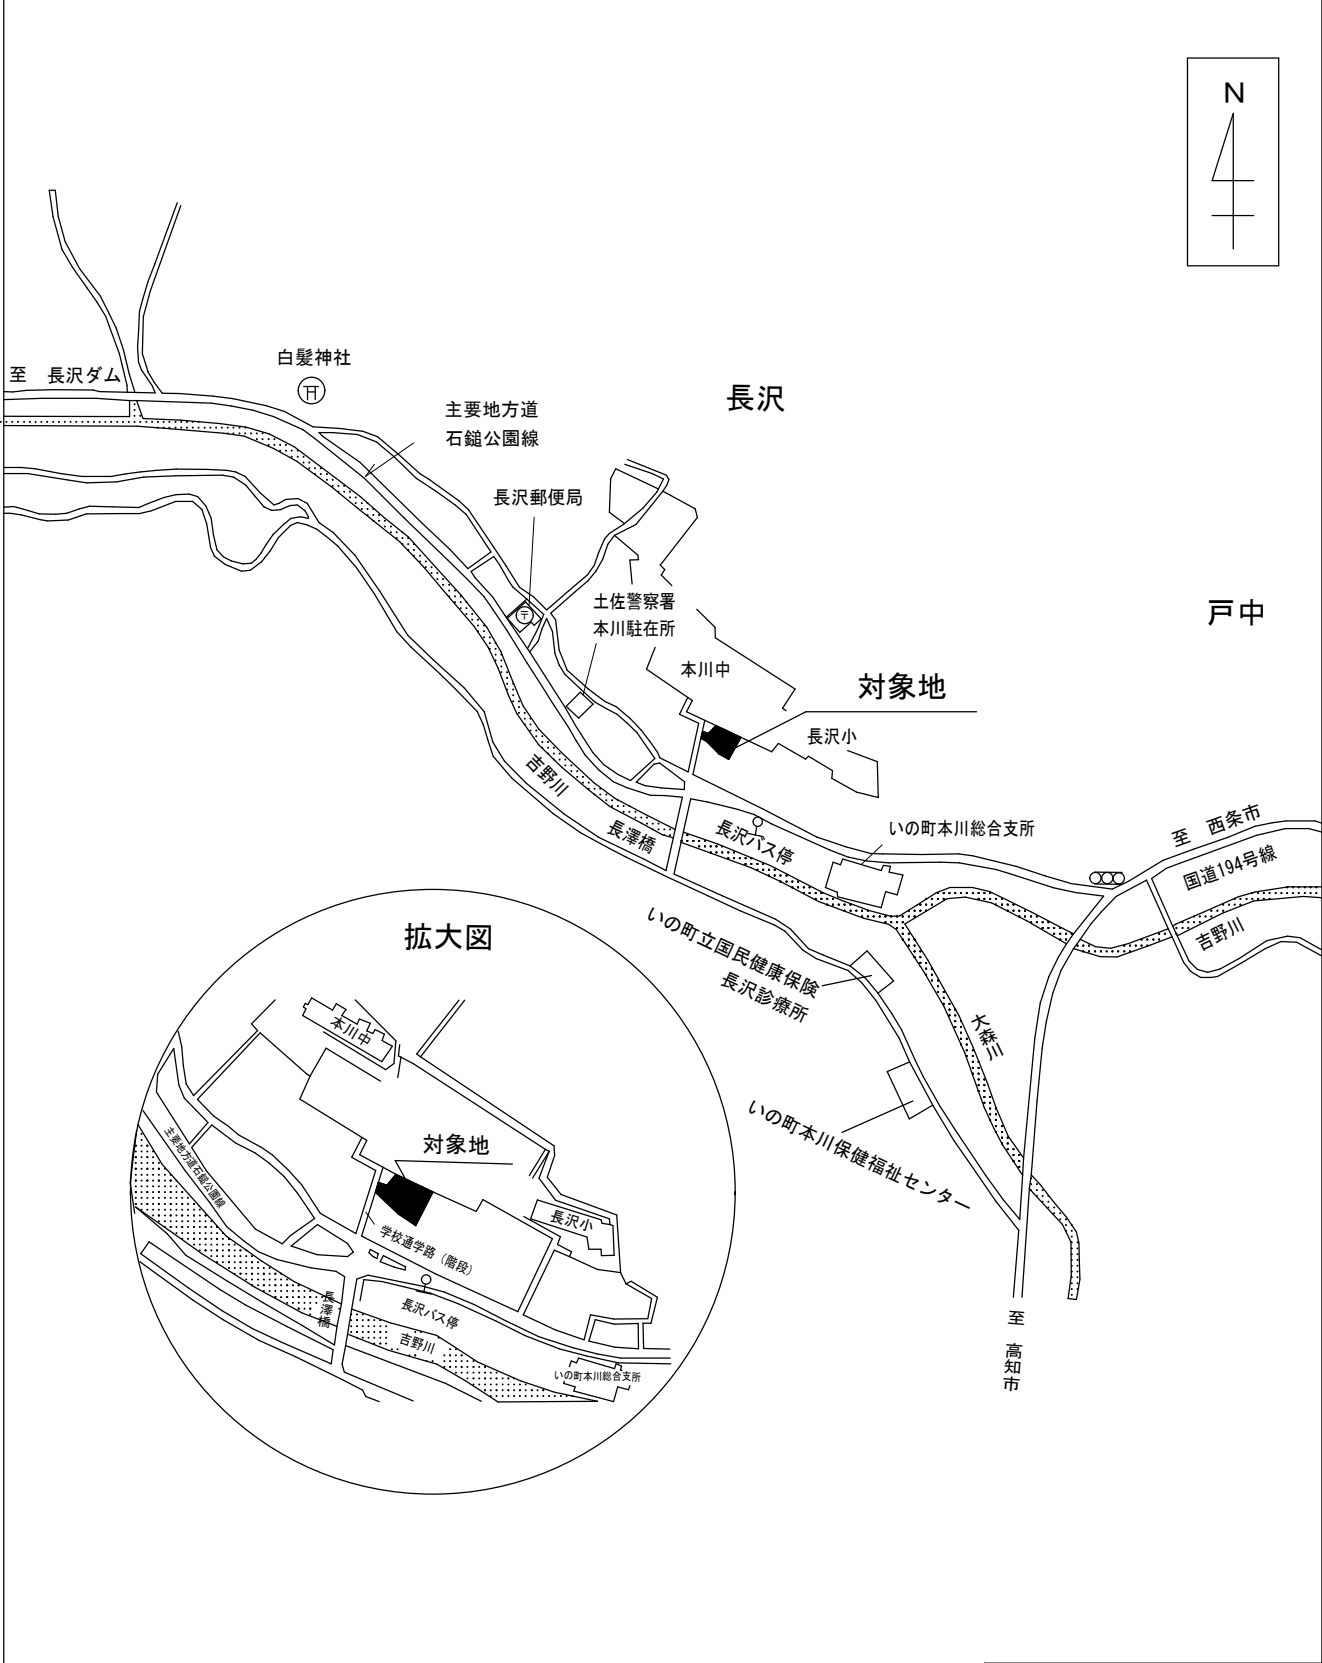 N
白髪神社
至　長沢ダム
長沢
主要地方道
石鎚公園線
長沢郵便局
〒
土佐警察署
本川駐在所
戸中
本川中
対象地
長沢小
吉野川
長澤橋
長沢バス停
いの町本川総合支所
至　西条市
国道194号線
吉野川
いの町立国民健康保険
長沢診療所
大森川
いの町本川保健福祉センター
至　高知市
拡大図
本川中
対象地
主要地方道石鎚公園線
長沢小
学校通学路（階段）
長澤橋
長沢バス停
吉野川
いの町本川総合支所